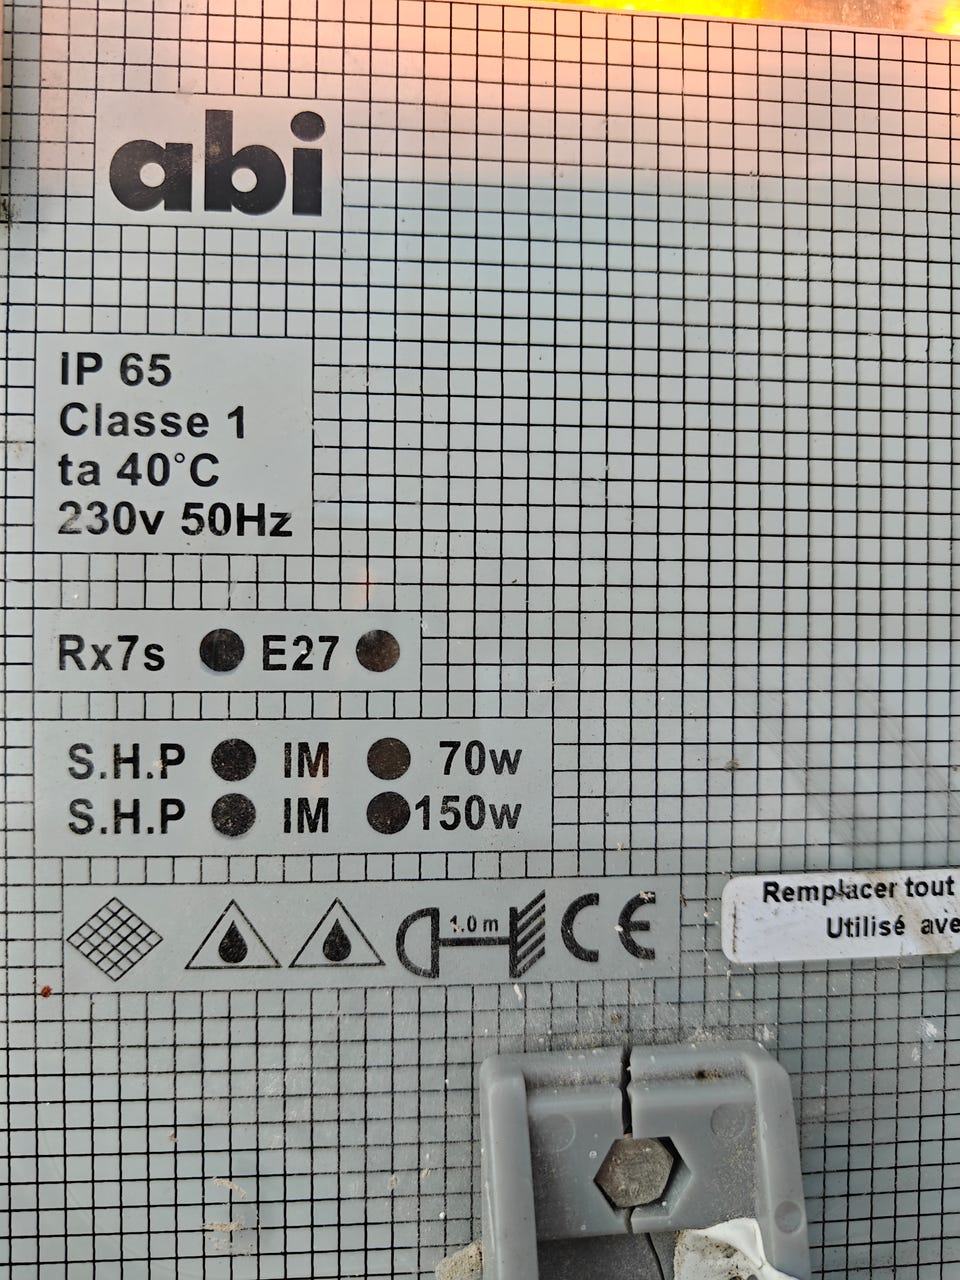 abi
IP 65
Classe 1
ta 40°C
230v 50Hz
Rx7s E27
S.H.P IM 70w
S.H.P IM 150w
1.0 m CE
Remplacer tout
Utilisé ave